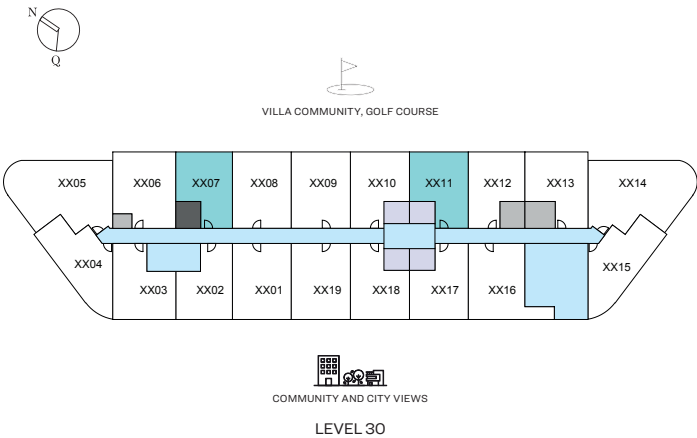 N
Q
VILLA COMMUNITY, GOLF COURSE
XX05 XX06 XX07 XX08 XX09 XX10 XX11 XX12 XX13 XX14
XX04 XX03 XX02 XX01 XX19 XX18 XX17 XX16 XX15
COMMUNITY AND CITY VIEWS
LEVEL 30